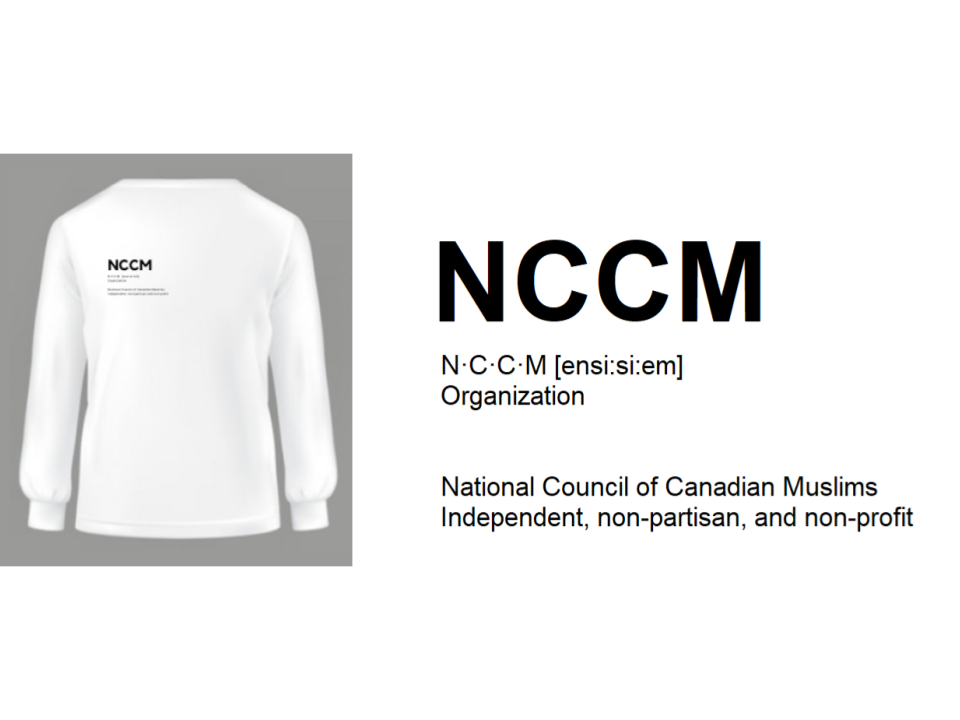 NCCM
NCCM
N·C·C·M [ensi:si:em]
Organization
National Council of Canadian Muslims
Independent, non-partisan, and non-profit